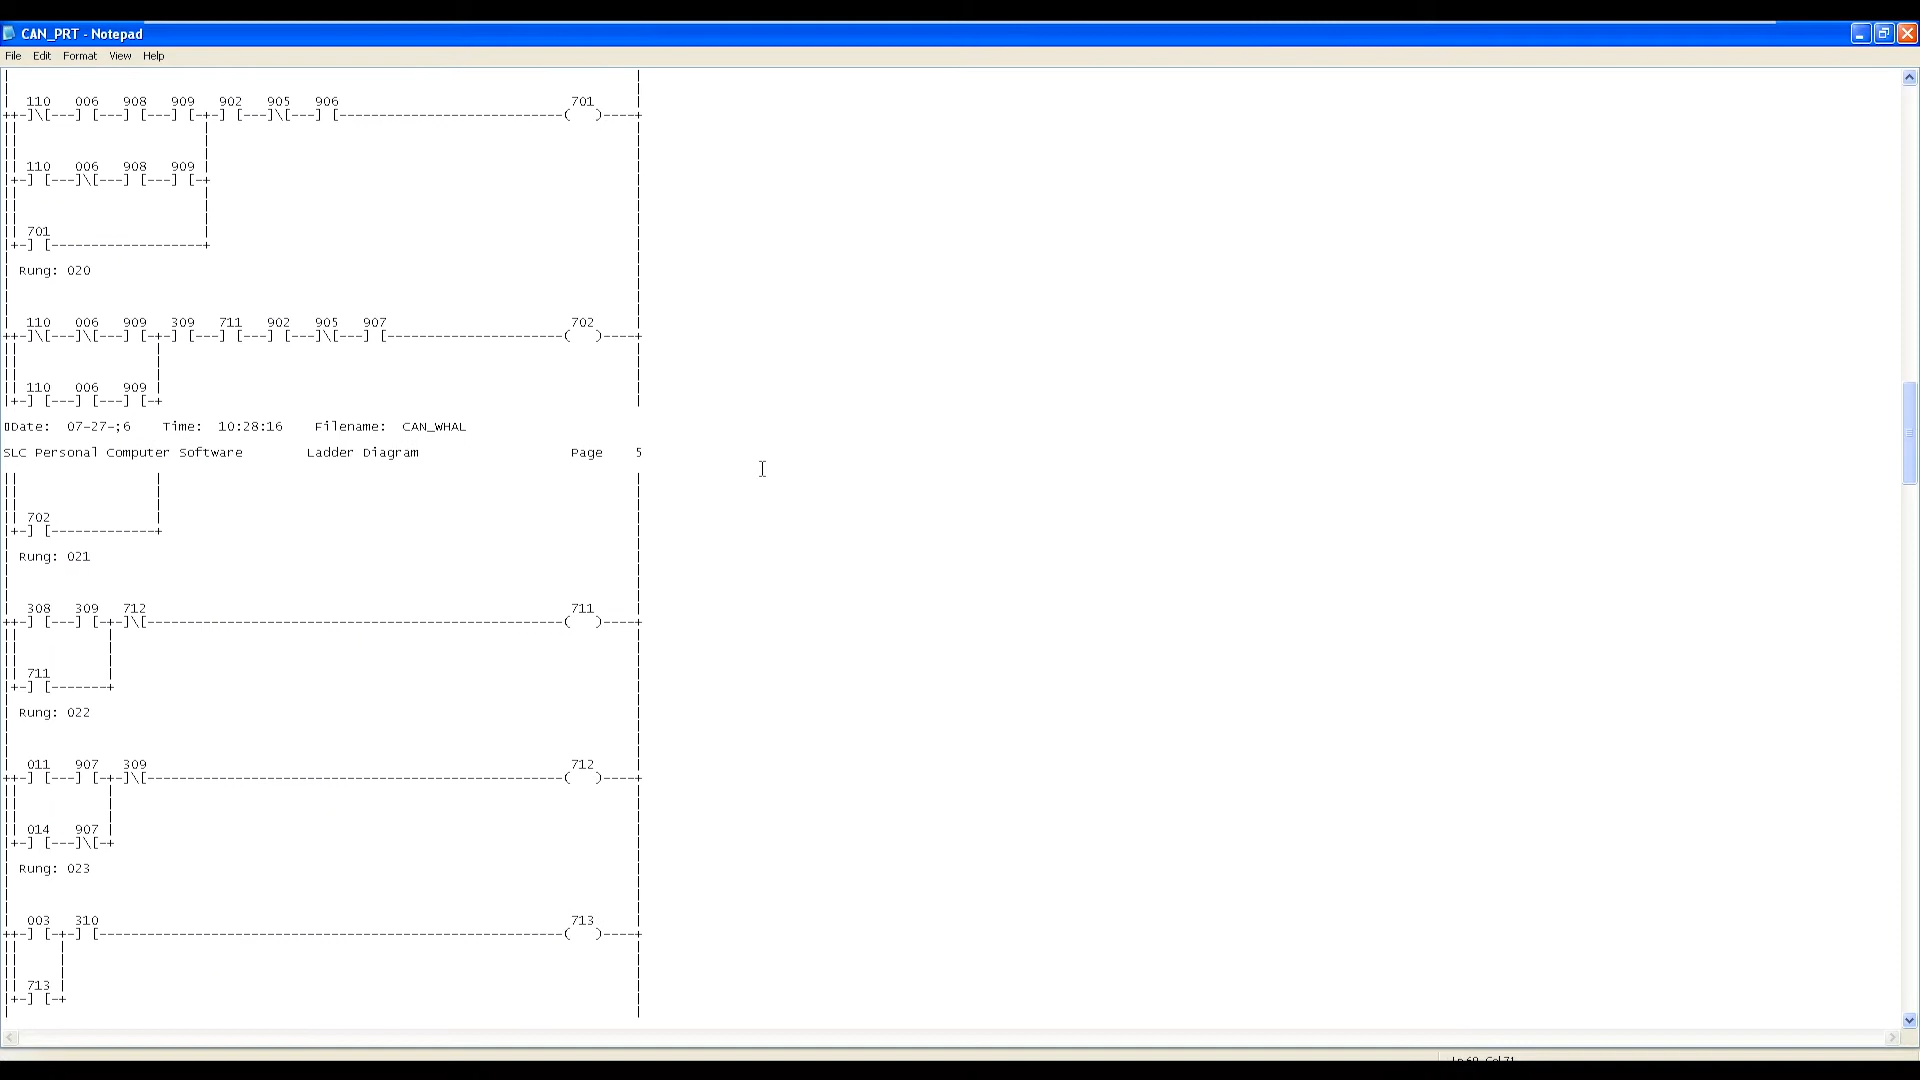 CAN_PRT - Notepad
File Edit Format View Help
110 006 908 909 902 905 906 701
++-]\[---] [---] [---] [-+-] [---]\[---] [----------------------------( )----+
110 006 908 909
+-] [---]\[---] [---] [-+
701
+-] [-------------------+
Rung: 020
110 006 909 309 711 902 905 907 702
++-]\[---]\[---] [-+-] [---] [---] [---]\[---] [----------------------( )----+
110 006 909
+-] [---] [---] [-+
Date: 07-27-;6 Time: 10:28:16 Filename: CAN_WHAL
SLC Personal Computer Software Ladder Diagram Page 5
702
+-] [-------------+
Rung: 021
308 309 712 711
++-] [---] [-+-]\[----------------------------------------------------( )----+
711
+-] [-------+
Rung: 022
011 907 309 712
++-] [---] [-+-]\[----------------------------------------------------( )----+
014 907
+-] [---]\[-+
Rung: 023
003 310 713
++-] [-+-] [----------------------------------------------------------( )----+
713
+-] [-+